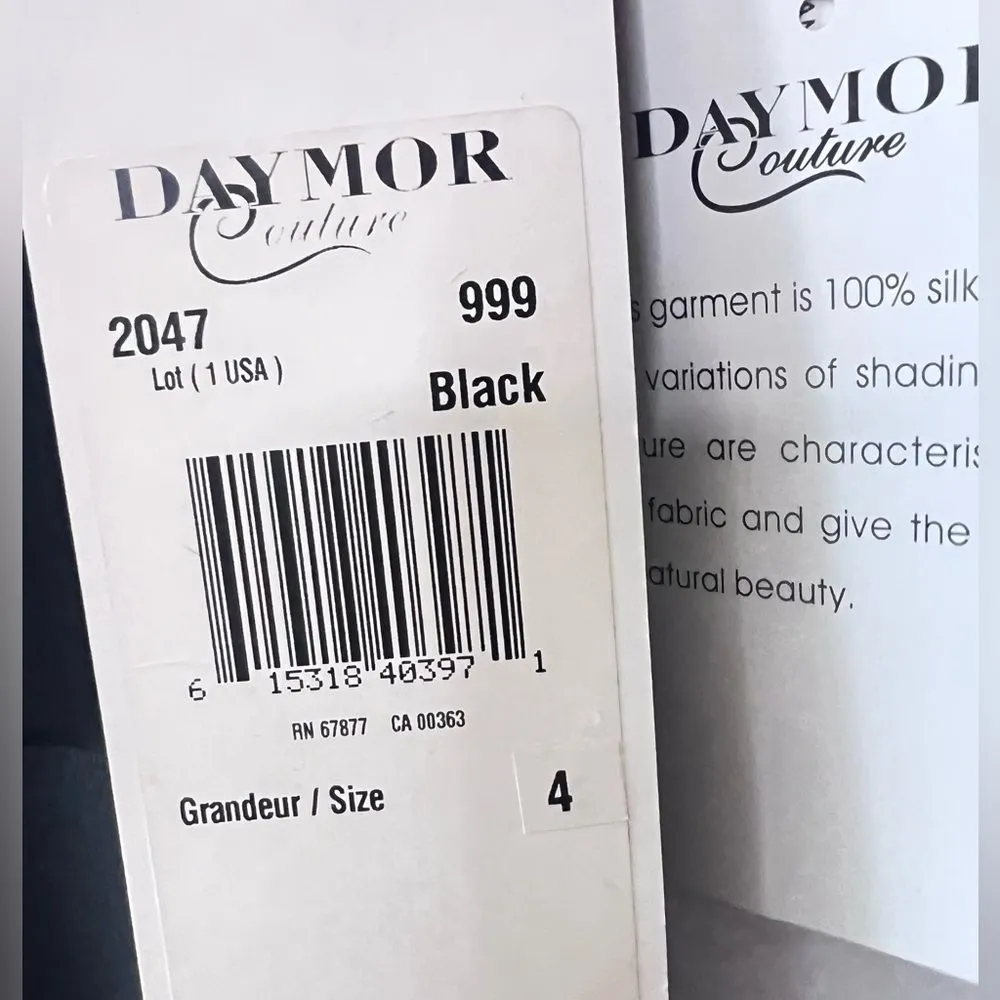 DAYMOR
Couture
2047
999
Lot ( 1 USA )
Black
6 15318 40397 1
RN 67877 CA 00363
Grandeur / Size
4
DAYMO
Couture
garment is 100% silk
variations of shadin
ure are characteris
fabric and give the
atural beauty.